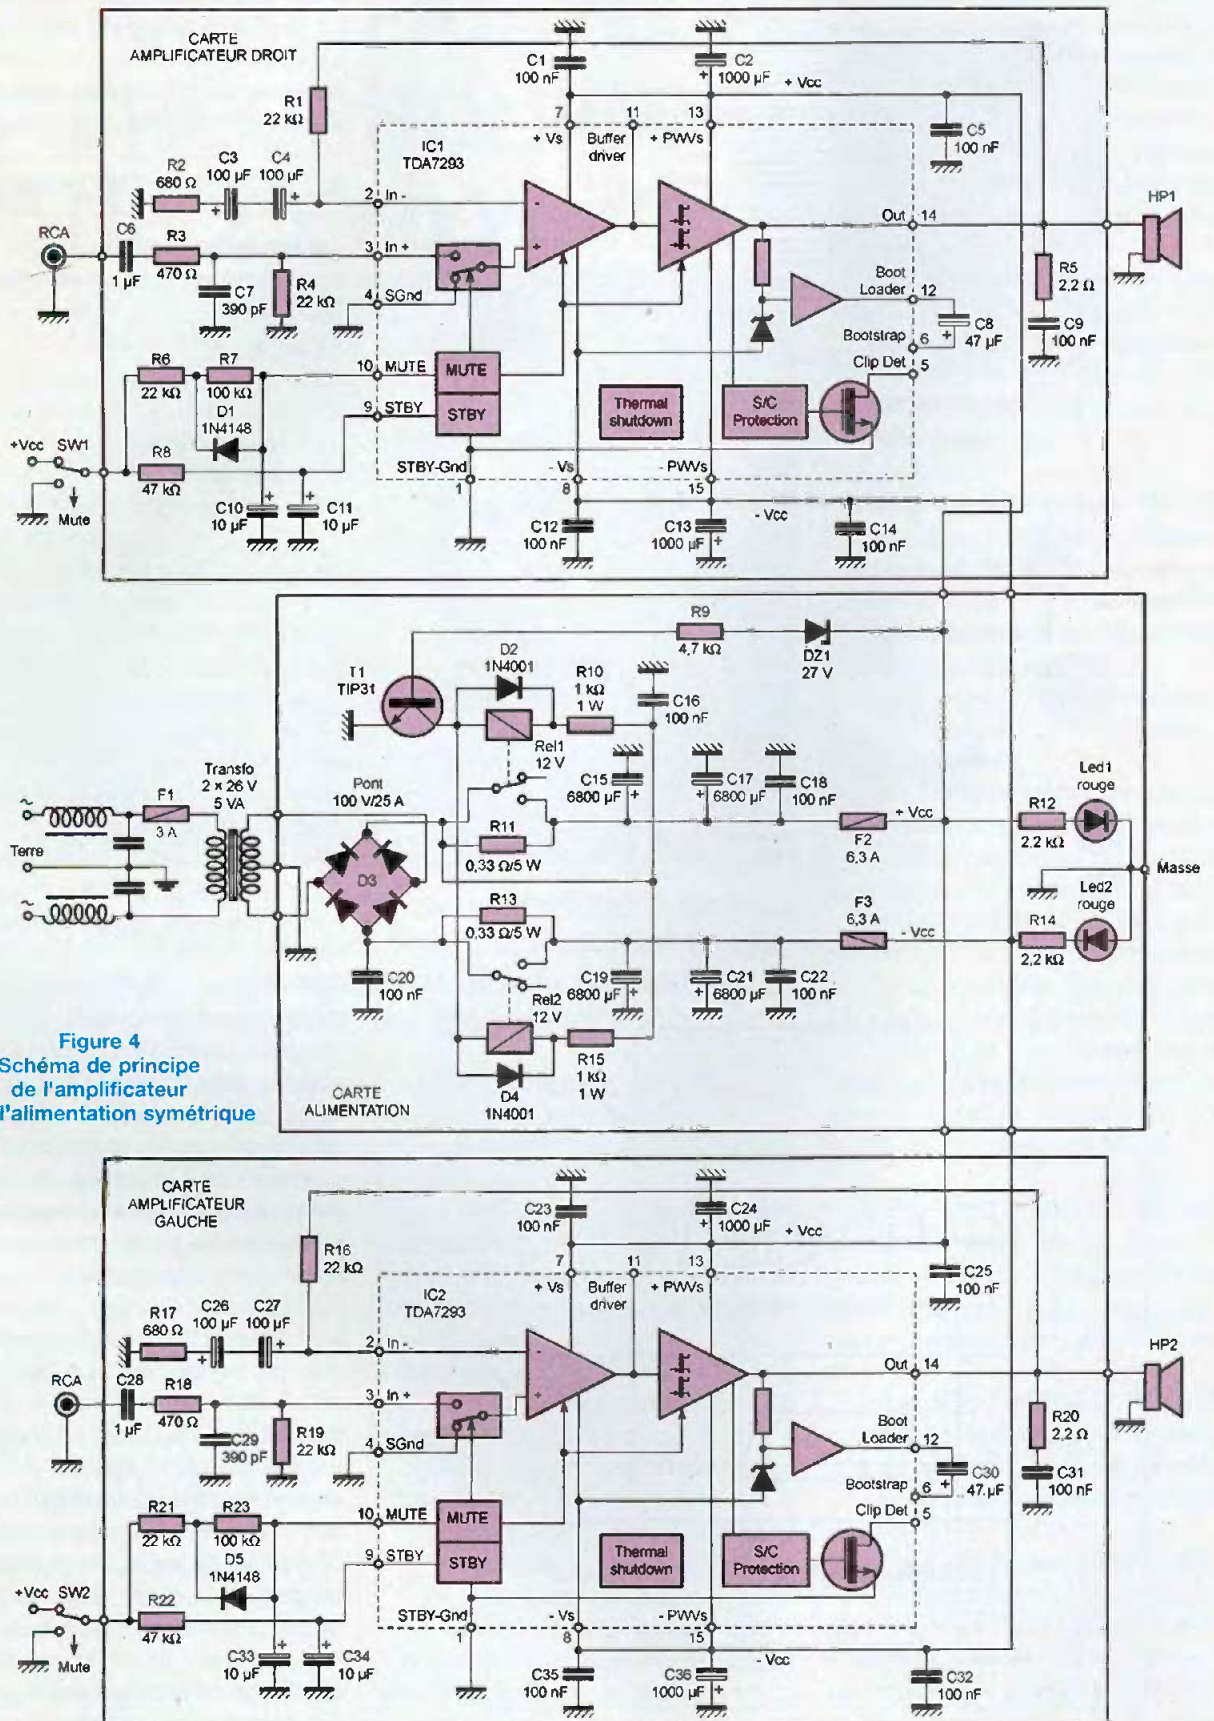 CARTE
AMPLIFICATEUR DROIT
C1
100 nF
C2
1000 µF
+
+ Vcc
R1
22 kΩ
7
11
13
+ Vs
Buffer
driver
+ PWVs
C5
100 nF
IC1
TDA7293
R2
680 Ω
C3
100 µF
C4
100 µF
+
+
2
In -
-
+
HP1
RCA
C6
1 µF
R3
470 Ω
3
In +
Out
14
C7
390 pF
R4
22 kΩ
4
SGnd
Boot
Loader
12
R5
2,2 Ω
C8
47 µF
+
C9
100 nF
Bootstrap
6
Clip Det
5
R6
22 kΩ
R7
100 kΩ
10
MUTE
MUTE
9
STBY
STBY
D1
1N4148
Thermal
shutdown
S/C
Protection
+Vcc
SW1
R8
47 kΩ
Mute
STBY-Gnd
1
- Vs
8
- PWVs
15
+
+
C10
10 µF
C11
10 µF
C12
100 nF
C13
1000 µF
+
- Vcc
C14
100 nF
R9
4,7 kΩ
DZ1
27 V
T1
TIP31
D2
1N4001
R10
1 kΩ
1 W
C16
100 nF
Rel1
12 V
Transfo
2 × 26 V
5 VA
Pont
100 V/25 A
C15
6800 µF
+
C17
6800 µF
+
C18
100 nF
Led1
rouge
~
F1
3 A
R11
0,33 Ω/5 W
F2
6,3 A
+ Vcc
R12
2,2 kΩ
Terre
D3
Masse
~
R13
0,33 Ω/5 W
F3
6,3 A
- Vcc
Led2
rouge
R14
2,2 kΩ
C20
100 nF
Rel2
12 V
C19
6800 µF
+
C21
6800 µF
+
C22
100 nF
R15
1 kΩ
1 W
D4
1N4001
CARTE
ALIMENTATION
Figure 4
Schéma de principe
de l'amplificateur
l'alimentation symétrique
CARTE
AMPLIFICATEUR
GAUCHE
C23
100 nF
C24
1000 µF
+
+ Vcc
R16
22 kΩ
7
11
13
+ Vs
Buffer
driver
+ PWVs
C25
100 nF
IC2
TDA7293
R17
680 Ω
C26
100 µF
C27
100 µF
+
+
2
In -
-
+
HP2
RCA
C28
1 µF
R18
470 Ω
3
In +
Out
14
C29
390 pF
R19
22 kΩ
4
SGnd
Boot
Loader
12
R20
2,2 Ω
C30
47 µF
+
C31
100 nF
Bootstrap
6
Clip Det
5
R21
22 kΩ
R23
100 kΩ
10
MUTE
MUTE
9
STBY
STBY
D5
1N4148
Thermal
shutdown
S/C
Protection
+Vcc
SW2
R22
47 kΩ
Mute
STBY-Gnd
1
- Vs
8
- PWVs
15
+
+
C33
10 µF
C34
10 µF
C35
100 nF
C36
1000 µF
+
- Vcc
C32
100 nF